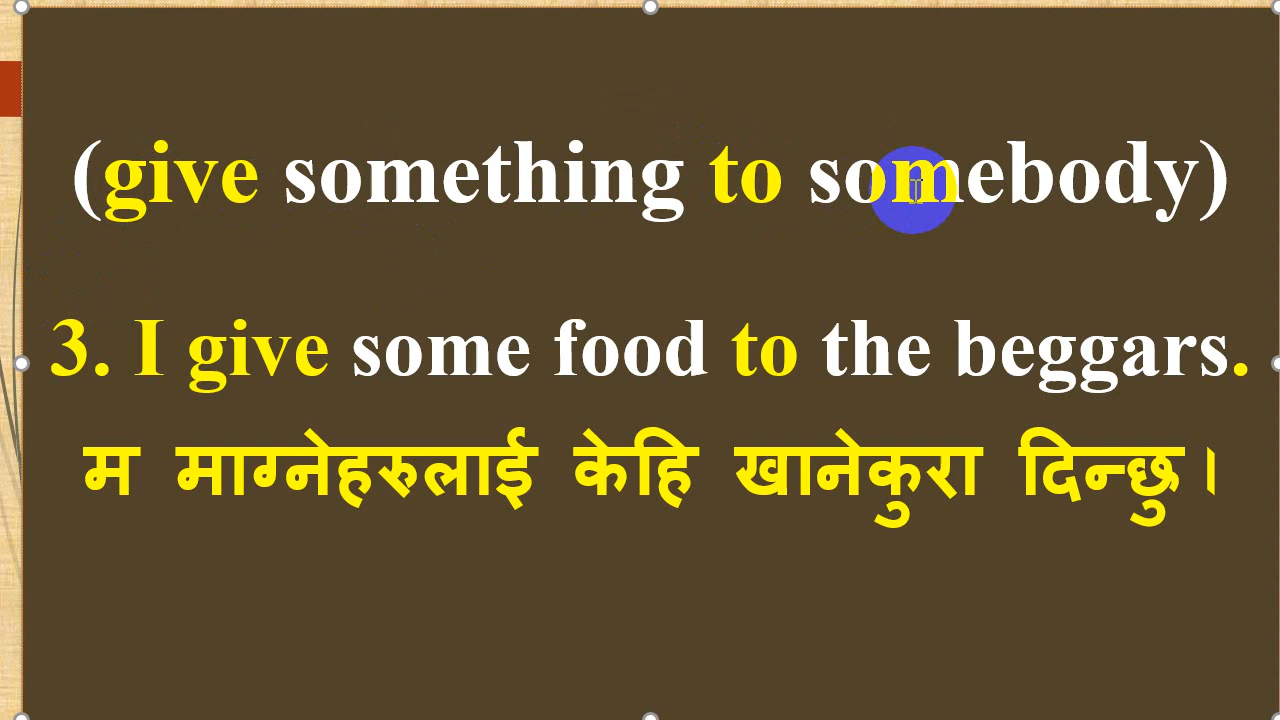 (give something to somebody)
3. I give some food to the beggars.
म माग्नेहरुलाई केहि खानेकुरा दिन्छु।